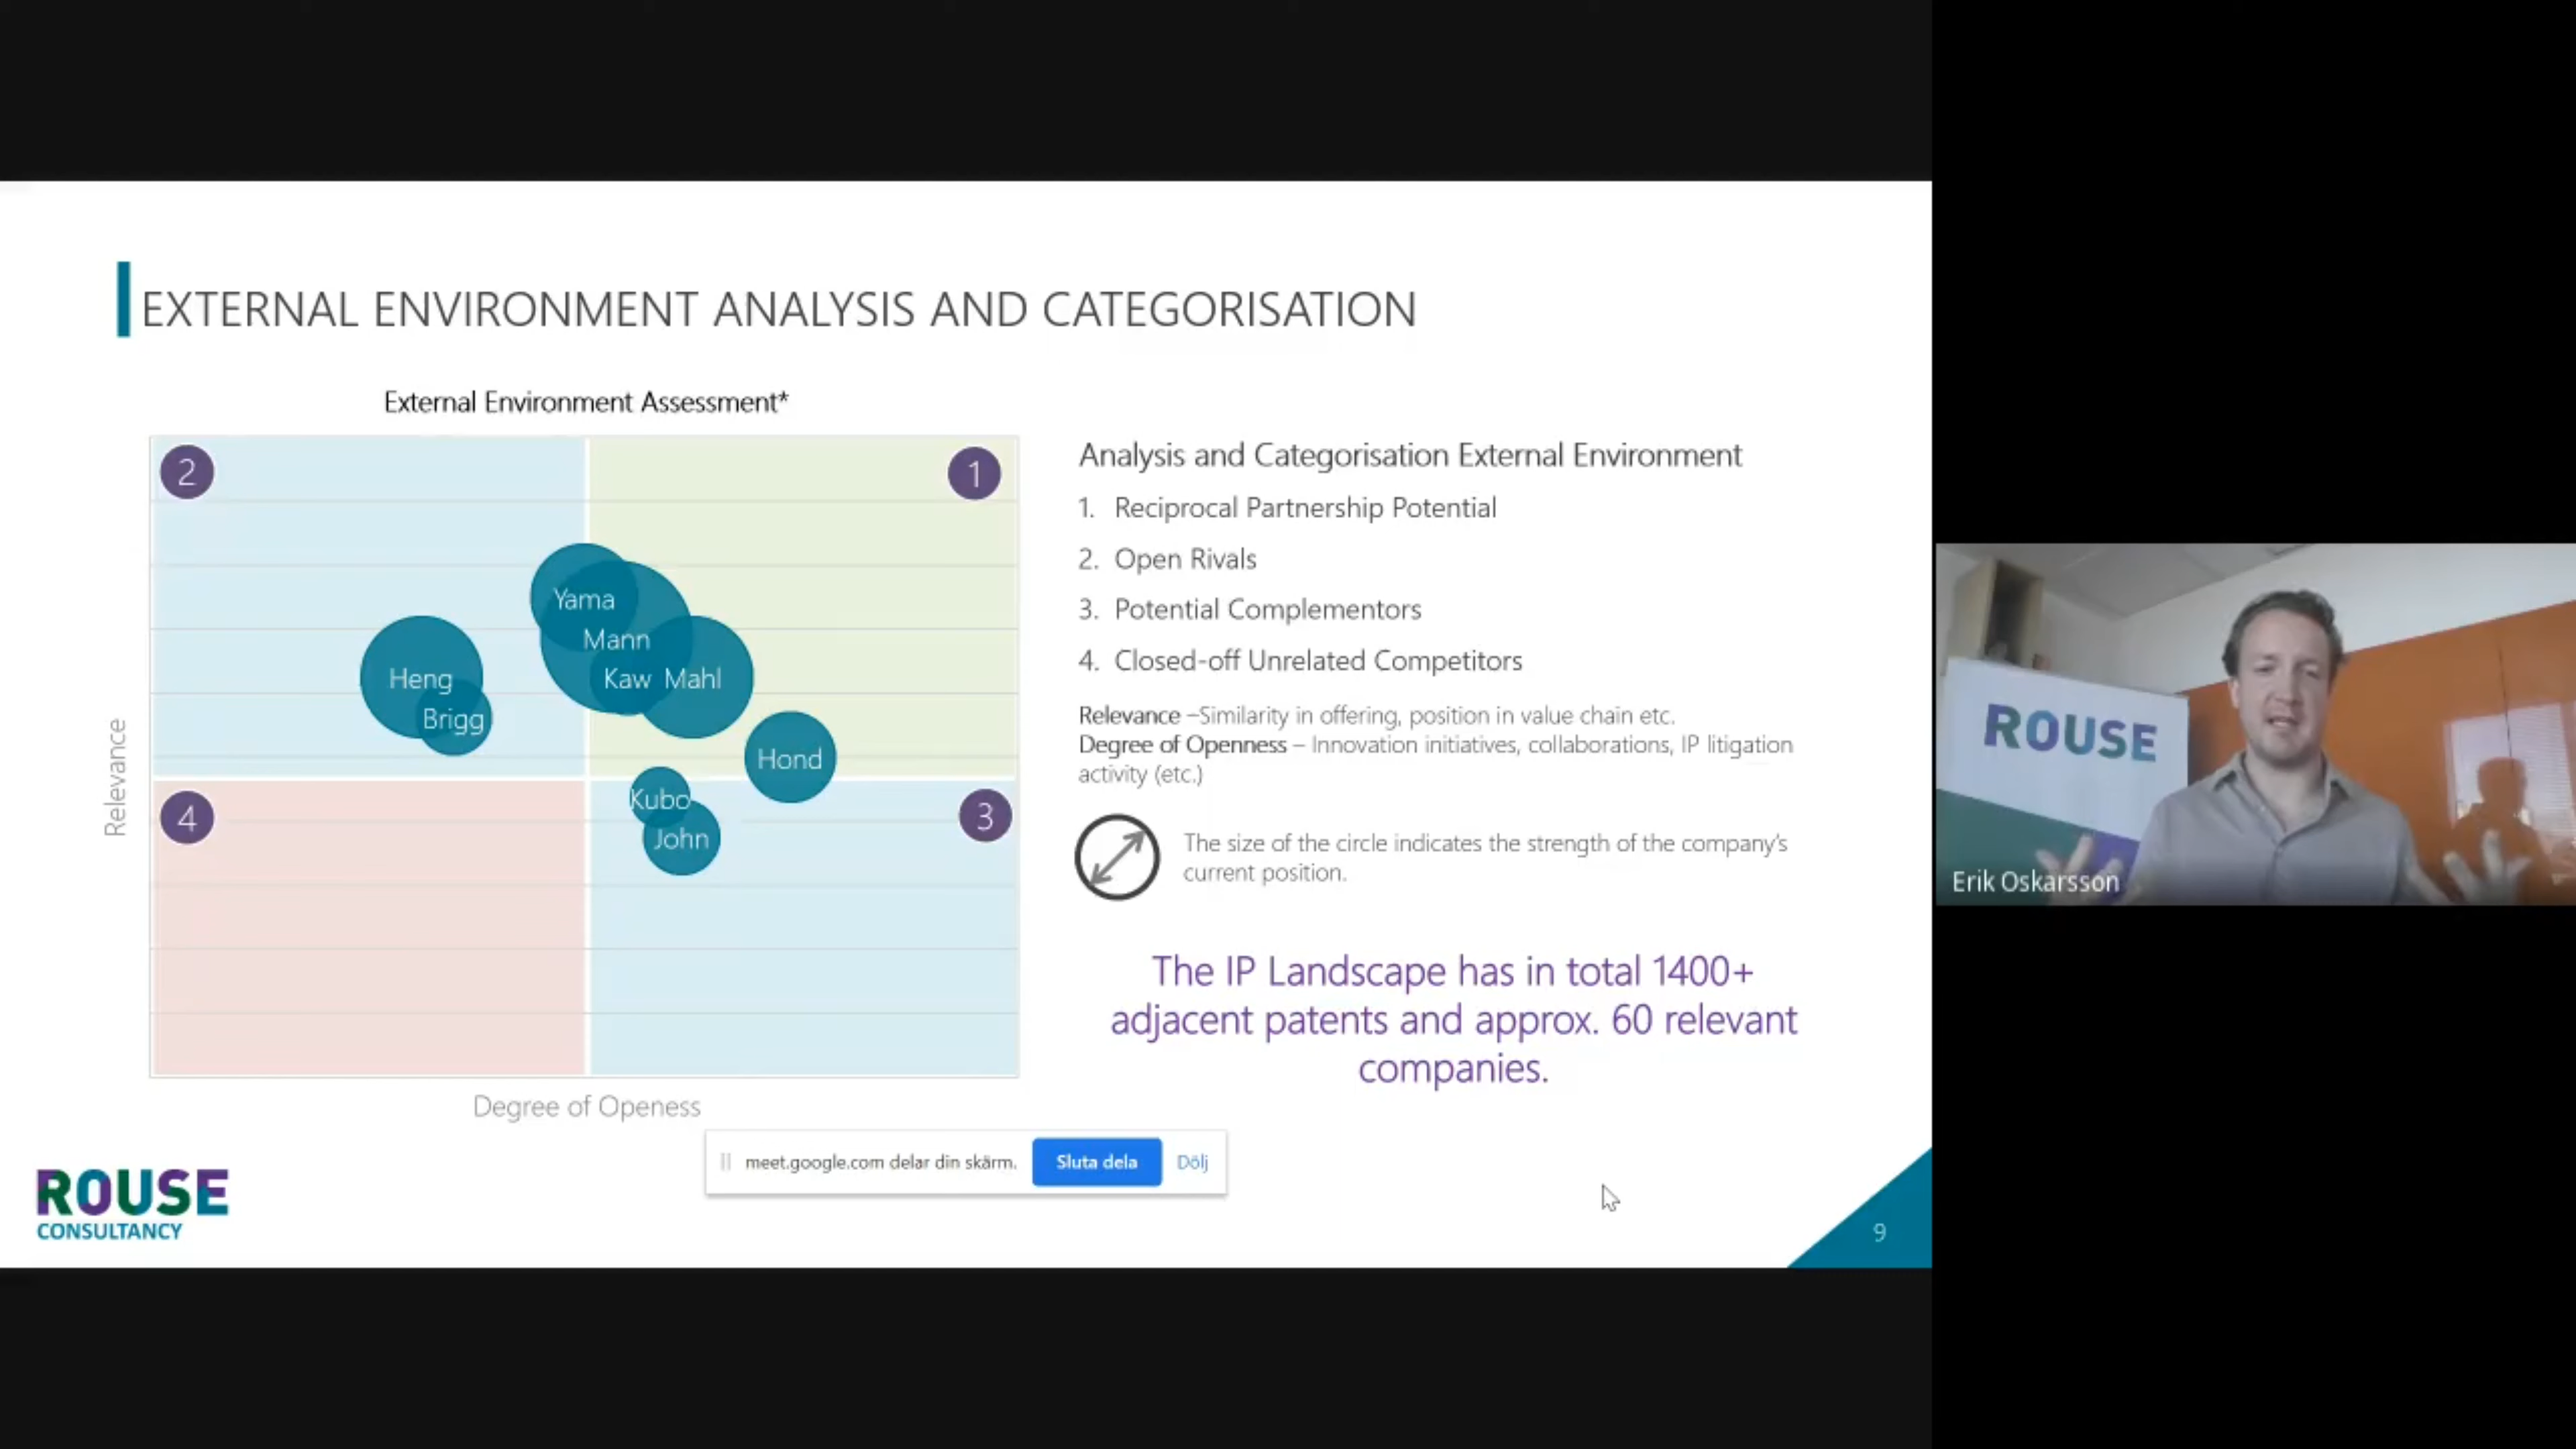 EXTERNAL ENVIRONMENT ANALYSIS AND CATEGORISATION
External Environment Assessment*
2
1
Yama
Mann
Heng
Kaw
Mahl
Brigg
Hond
Relevance
4
Kubo
3
John
Degree of Openess
Analysis and Categorisation External Environment
1. Reciprocal Partnership Potential
2. Open Rivals
3. Potential Complementors
4. Closed-off Unrelated Competitors
Relevance –Similarity in offering, position in value chain etc.
Degree of Openness – Innovation initiatives, collaborations, IP litigation
activity (etc.)
The size of the circle indicates the strength of the company's
current position.
The IP Landscape has in total 1400+
adjacent patents and approx. 60 relevant
companies.
meet.google.com delar din skärm.
Sluta dela
Dölj
ROUSE
CONSULTANCY
9
ROUSE
Erik Oskarsson